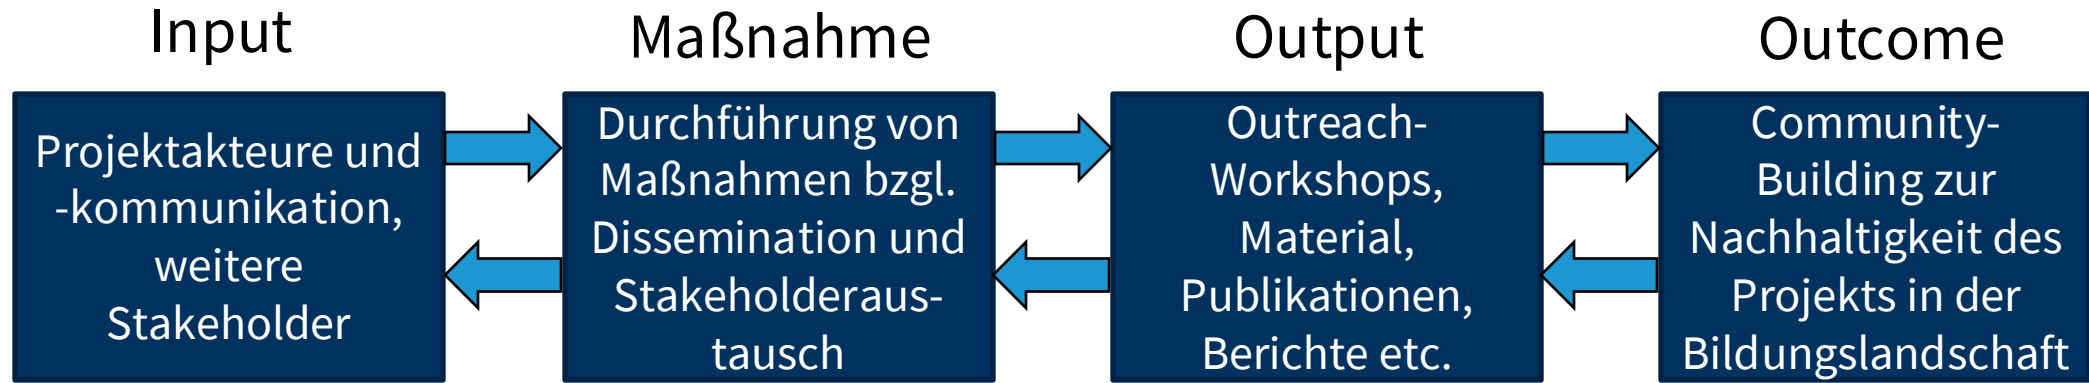 Input
Maßnahme
Output
Outcome
Projektakteure und
-kommunikation,
weitere
Stakeholder
Durchführung von
Maßnahmen bzgl.
Dissemination und
Stakeholderaus-
tausch
Outreach-
Workshops,
Material,
Publikationen,
Berichte etc.
Community-
Building zur
Nachhaltigkeit des
Projekts in der
Bildungslandschaft